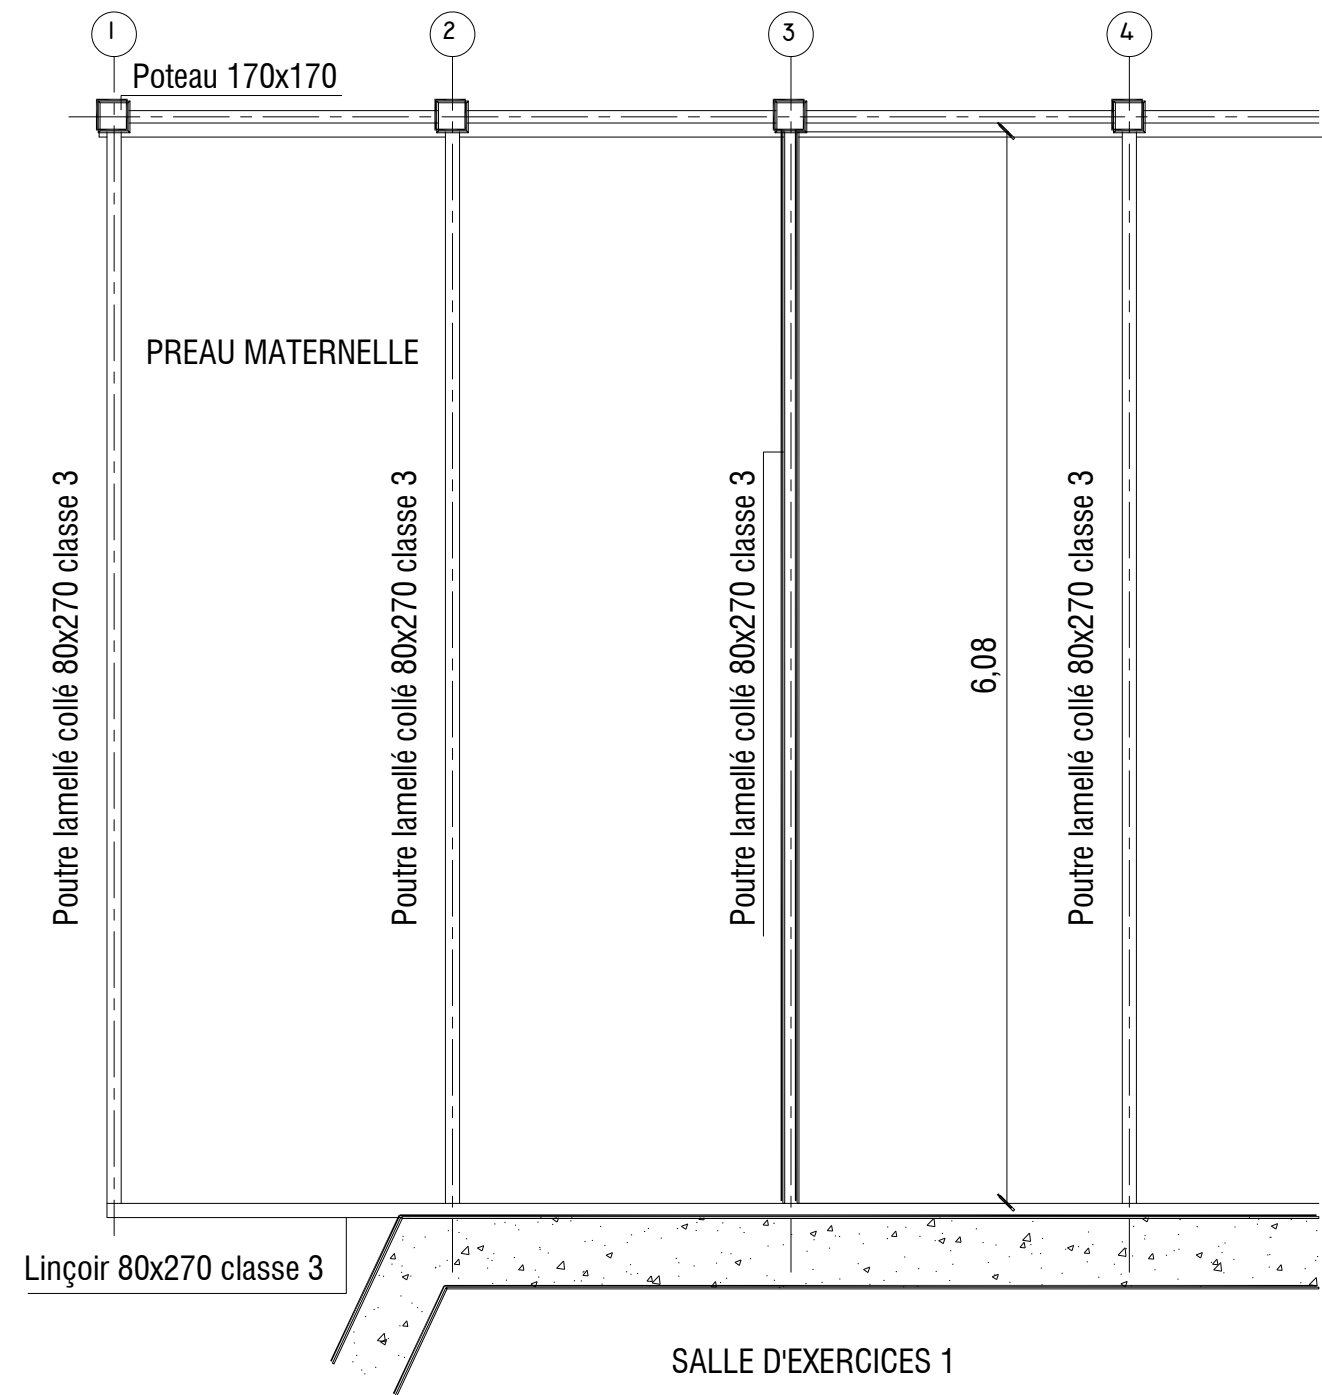 1
2
3
4
Poteau 170x170
PREAU MATERNELLE
Poutre lamellé collé 80x270 classe 3
Poutre lamellé collé 80x270 classe 3
Poutre lamellé collé 80x270 classe 3
6,08
Poutre lamellé collé 80x270 classe 3
Linçoir 80x270 classe 3
SALLE D'EXERCICES 1